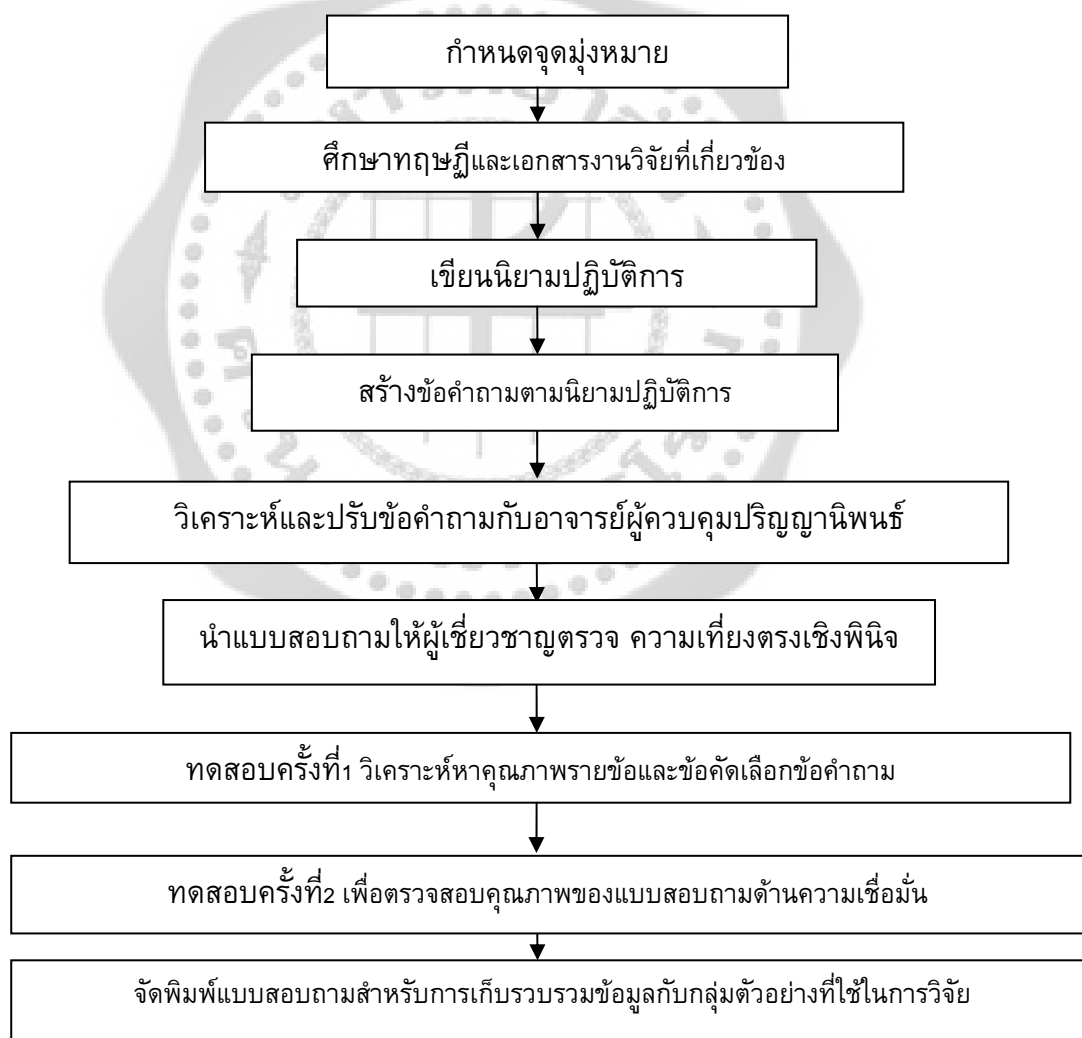 กำหนดจุดมุ่งหมาย
ศึกษาทฤษฎีและเอกสารงานวิจัยที่เกี่ยวข้อง
เขียนนิยามปฏิบัติการ
สร้างข้อคำถามตามนิยามปฏิบัติการ
วิเคราะห์และปรับข้อคำถามกับอาจารย์ผู้ควบคุมปริญญานิพนธ์
นำแบบสอบถามให้ผู้เชี่ยวชาญตรวจ ความเที่ยงตรงเชิงพินิจ
ทดสอบครั้งที่1 วิเคราะห์หาคุณภาพรายข้อและข้อคัดเลือกข้อคำถาม
ทดสอบครั้งที่2 เพื่อตรวจสอบคุณภาพของแบบสอบถามด้านความเชื่อมั่น
จัดพิมพ์แบบสอบถามสำหรับการเก็บรวบรวมข้อมูลกับกลุ่มตัวอย่างที่ใช้ในการวิจัย